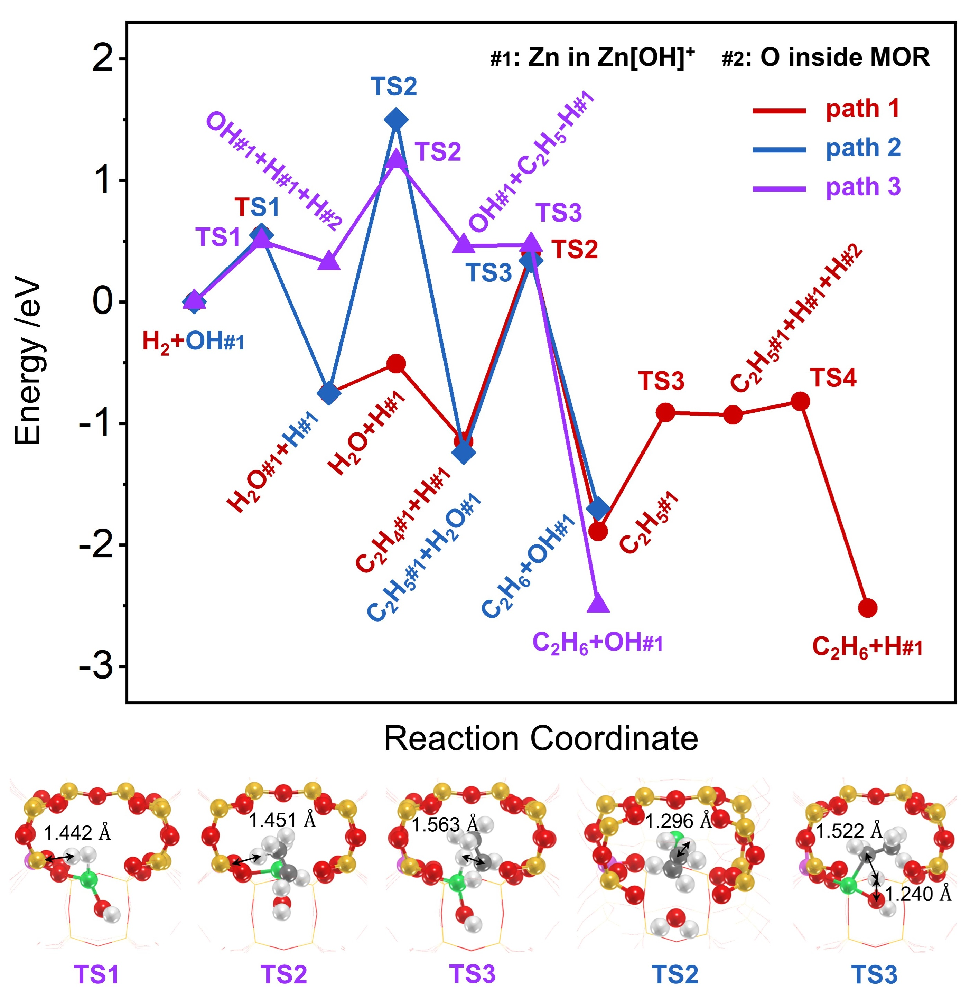 #1: Zn in Zn[OH]⁺ #2: O inside MOR
path 1
path 2
path 3
Energy /eV
2
1
0
-1
-2
-3
TS2
OH#1+H#1+H#2
TS2
OH#1+C₂H₅-H#1
TS1
TS1
TS3
TS2
TS3
H₂+OH#1
H₂O#1+H#1
H₂O+H#1
C₂H₄#1+H#1
C₂H₅#1+H₂O#1
C₂H₆+OH#1
C₂H₅#1
TS3
C₂H₅#1+H#1+H#2
TS4
C₂H₆+OH#1
C₂H₆+H#1
Reaction Coordinate
1.442 Å
1.451 Å
1.563 Å
1.296 Å
1.522 Å
1.240 Å
TS1
TS2
TS3
TS2
TS3